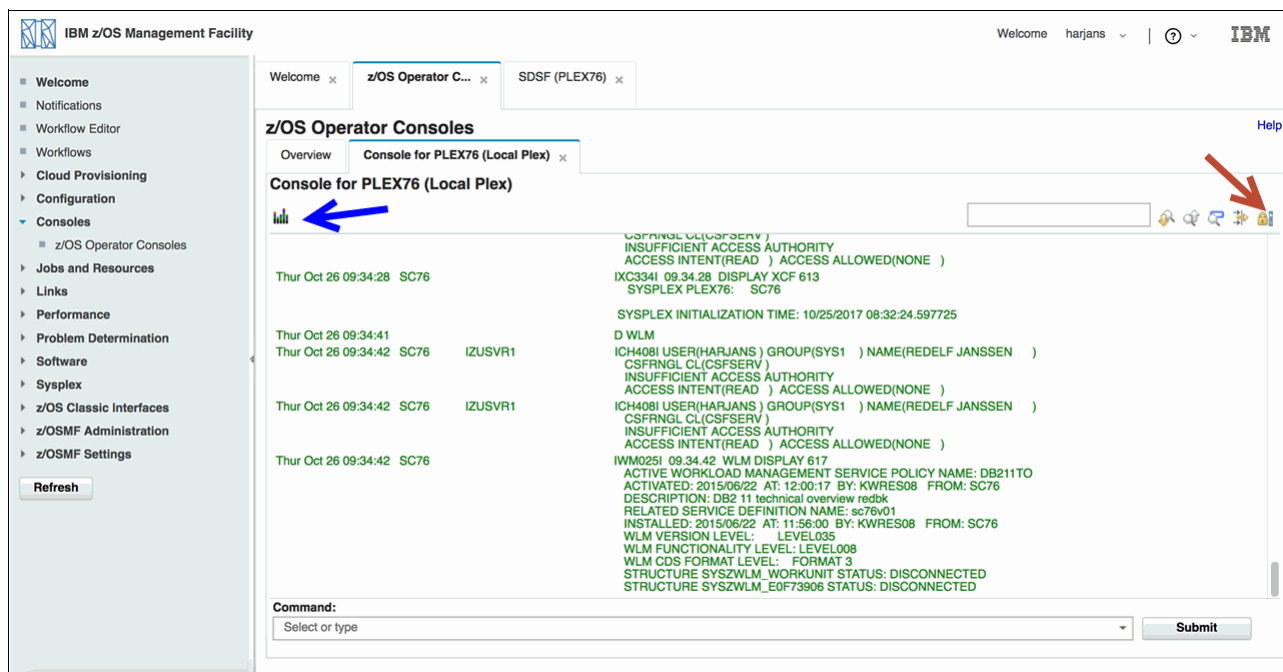 IBM z/OS Management Facility
Welcome harjans
IBM
Welcome
Notifications
Workflow Editor
Workflows
Cloud Provisioning
Configuration
Consoles
z/OS Operator Consoles
Jobs and Resources
Links
Performance
Problem Determination
Software
Sysplex
z/OS Classic Interfaces
z/OSMF Administration
z/OSMF Settings
Refresh
Welcome
z/OS Operator C...
SDSF (PLEX76)
z/OS Operator Consoles
Help
Overview
Console for PLEX76 (Local Plex)
Console for PLEX76 (Local Plex)
CSFRNGL CL(CSFSERV )
INSUFFICIENT ACCESS AUTHORITY
ACCESS INTENT(READ ) ACCESS ALLOWED(NONE )
Thur Oct 26 09:34:28 SC76 IXC334I 09.34.28 DISPLAY XCF 613
SYSPLEX PLEX76: SC76
SYSPLEX INITIALIZATION TIME: 10/25/2017 08:32:24.597725
Thur Oct 26 09:34:41 D WLM
Thur Oct 26 09:34:42 SC76 IZUSVR1 ICH408I USER(HARJANS ) GROUP(SYS1 ) NAME(REDELF JANSSEN )
CSFRNGL CL(CSFSERV )
INSUFFICIENT ACCESS AUTHORITY
ACCESS INTENT(READ ) ACCESS ALLOWED(NONE )
Thur Oct 26 09:34:42 SC76 IZUSVR1 ICH408I USER(HARJANS ) GROUP(SYS1 ) NAME(REDELF JANSSEN )
CSFRNGL CL(CSFSERV )
INSUFFICIENT ACCESS AUTHORITY
ACCESS INTENT(READ ) ACCESS ALLOWED(NONE )
Thur Oct 26 09:34:42 SC76 IWM025I 09.34.42 WLM DISPLAY 617
ACTIVE WORKLOAD MANAGEMENT SERVICE POLICY NAME: DB211TO
ACTIVATED: 2015/06/22 AT: 12:00:17 BY: KWRES08 FROM: SC76
DESCRIPTION: DB2 11 technical overview redbk
RELATED SERVICE DEFINITION NAME: sc76v01
INSTALLED: 2015/06/22 AT: 11:56:00 BY: KWRES08 FROM: SC76
WLM VERSION LEVEL: LEVEL035
WLM FUNCTIONALITY LEVEL: LEVEL008
WLM CDS FORMAT LEVEL: FORMAT 3
STRUCTURE SYSZWLM_WORKUNIT STATUS: DISCONNECTED
STRUCTURE SYSZWLM_E0F73906 STATUS: DISCONNECTED
Command:
Select or type
Submit